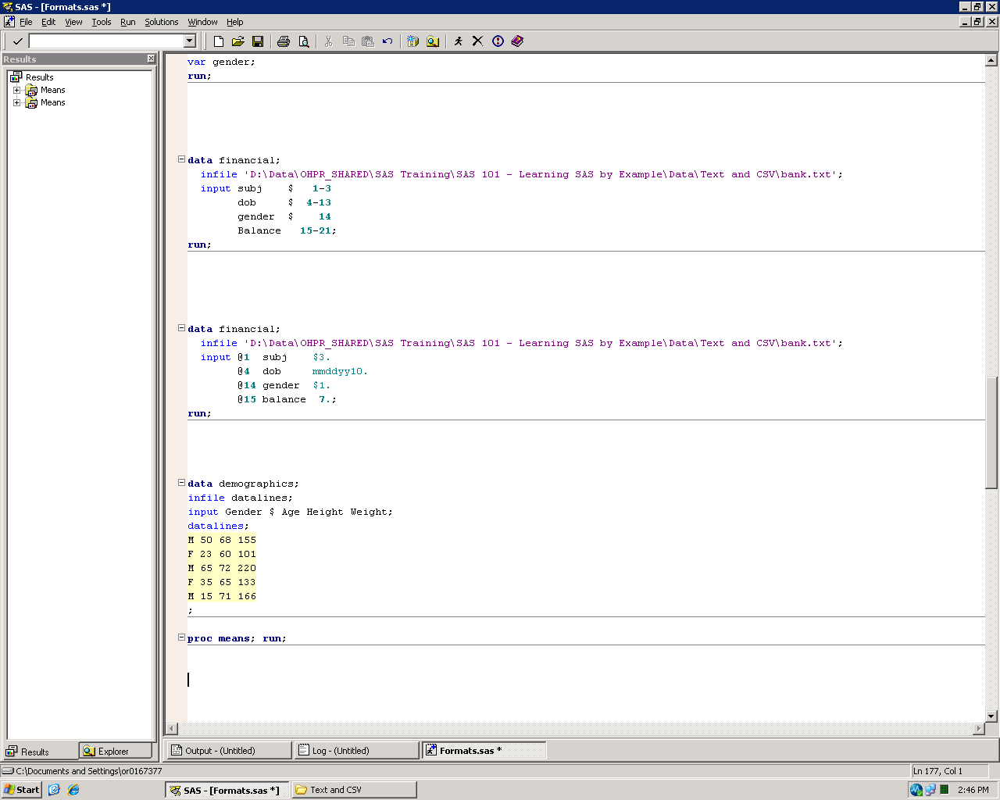 SAS - [Formats.sas *]
File Edit View Tools Run Solutions Window Help
Results
Results
Means
Means
var gender;
run;
data financial;
infile 'D:\Data\OHPR_SHARED\SAS Training\SAS 101 - Learning SAS by Example\Data\Text and CSV\bank.txt';
input subj $ 1-3
dob $ 4-13
gender $ 14
Balance 15-21;
run;
data financial;
infile 'D:\Data\OHPR_SHARED\SAS Training\SAS 101 - Learning SAS by Example\Data\Text and CSV\bank.txt';
input @1 subj $3.
@4 dob mmddyy10.
@14 gender $1.
@15 balance 7.;
run;
data demographics;
infile datalines;
input Gender $ Age Height Weight;
datalines;
M 50 68 155
F 23 60 101
M 65 72 220
F 35 65 133
M 15 71 166
;
proc means; run;
Results Explorer
Output - (Untitled) Log - (Untitled) Formats.sas *
C:\Documents and Settings\or0167377 Ln 177, Col 1
Start SAS - [Formats.sas *] Text and CSV 2:46 PM